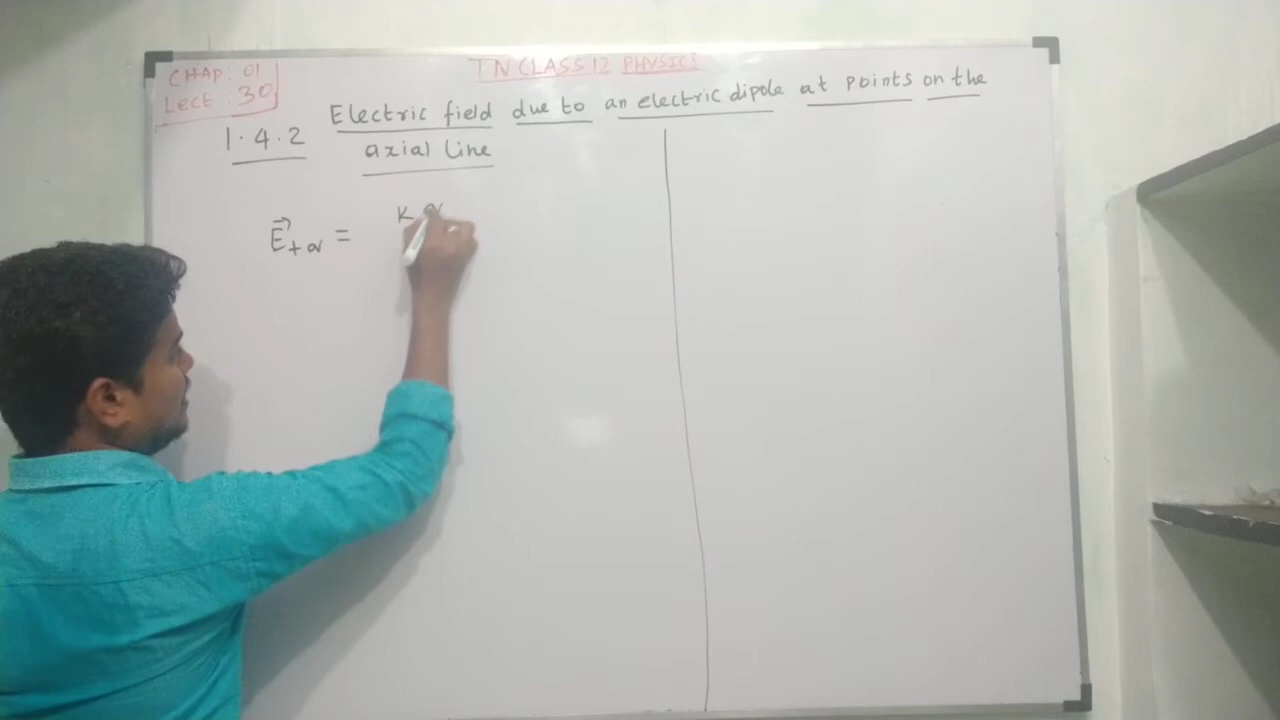 TN CLASS 12 PHYSICS
CHAP: 01
Lect: 30
Electric field due to an electric dipole at points on the
1.4.2 axial line
E⃗+q = K q